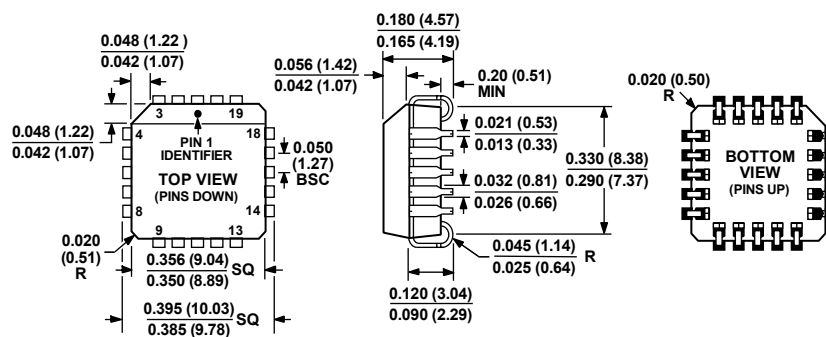 0.180 (4.57)
0.165 (4.19)
0.048 (1.22 )
0.042 (1.07)
0.056 (1.42)
0.042 (1.07)
0.20 (0.51)
MIN
0.020 (0.50)
R
0.048 (1.22)
0.042 (1.07)
3
19
4
18
PIN 1
IDENTIFIER
TOP VIEW
(PINS DOWN)
8
14
9
13
0.050
(1.27)
BSC
0.021 (0.53)
0.013 (0.33)
0.032 (0.81)
0.026 (0.66)
0.330 (8.38)
0.290 (7.37)
BOTTOM
VIEW
(PINS UP)
0.020
(0.51)
R
0.356 (9.04)
0.350 (8.89)
SQ
0.395 (10.03)
0.385 (9.78)
SQ
0.045 (1.14)
0.025 (0.64)
R
0.120 (3.04)
0.090 (2.29)